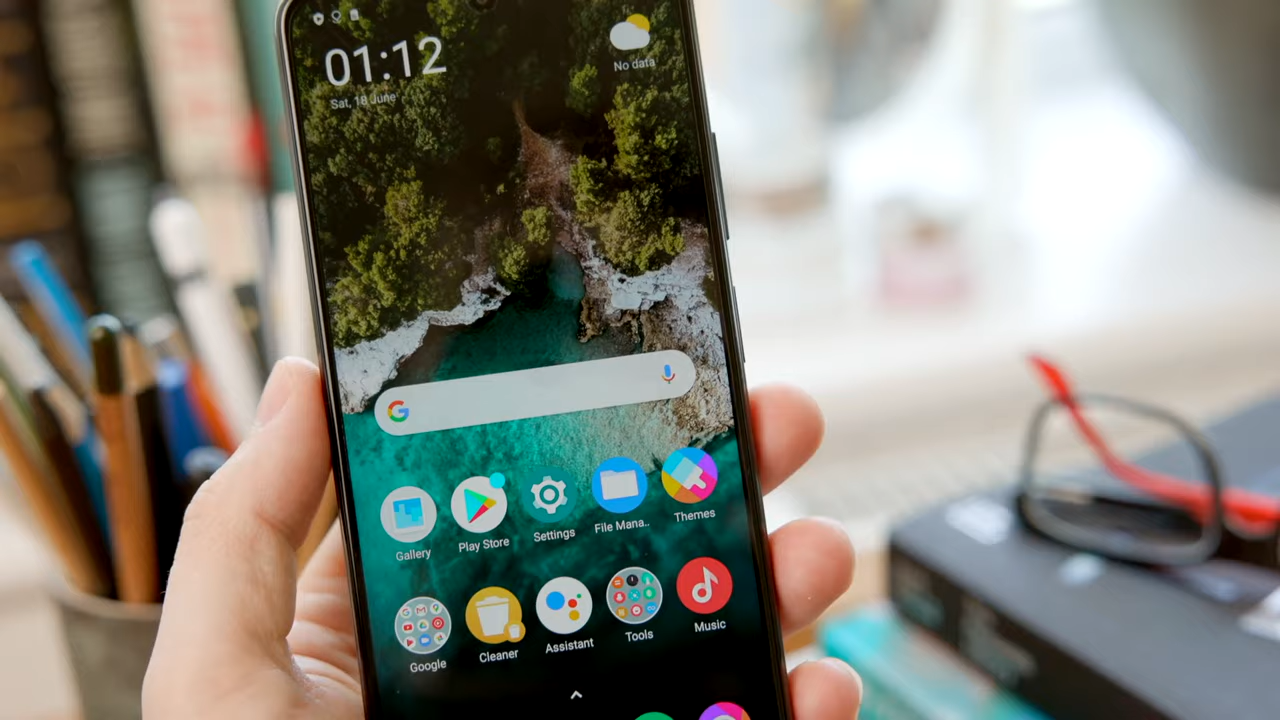 01:12
No data
Sat, 18 June
Gallery
Play Store
Settings
File Mana..
Themes
Google
Cleaner
Assistant
Tools
Music